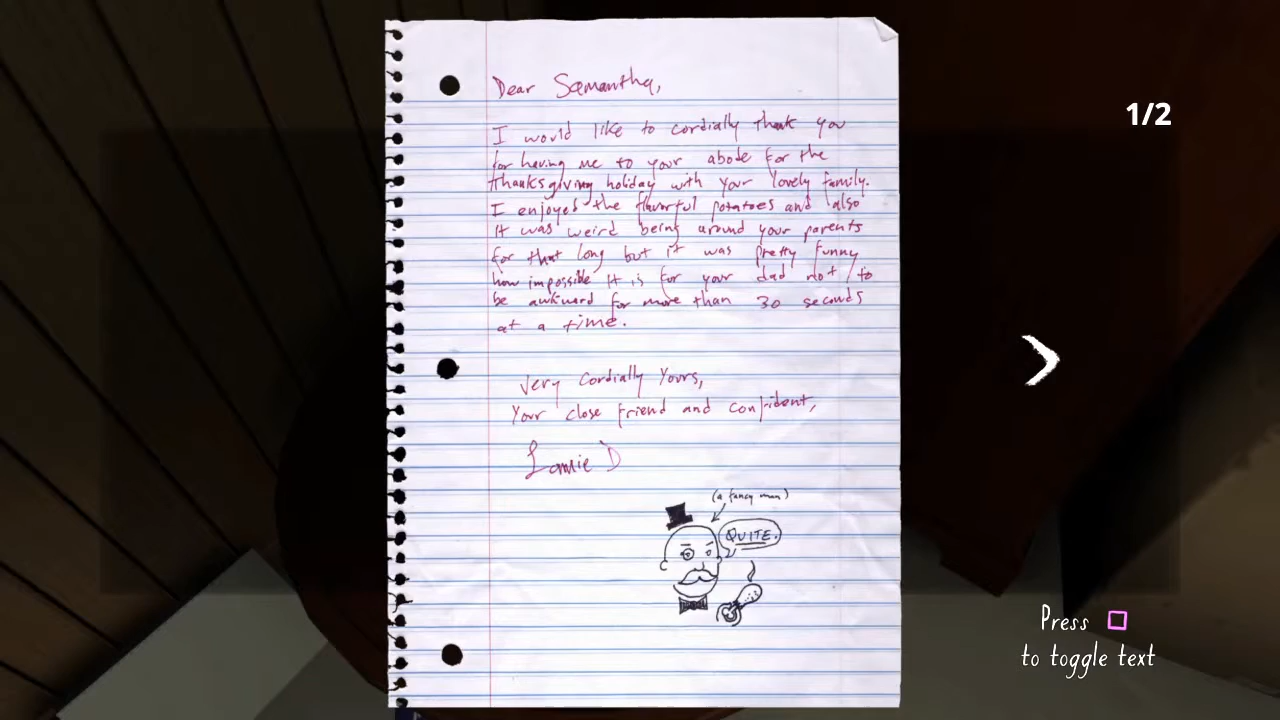 Dear Samantha,
1/2
I would like to cordially thank you
for having me to your abode for the
thanksgiving holiday with your lovely family.
I enjoyed the flavorful potatoes and also
it was weird being around your parents
for that long but it was pretty funny
how impossible it is for your dad not to
be awkward for more than 30 seconds
at a time.
Very Cordially Yours,
Your close friend and confident,
Lonnie D
(a fancy man)
QUITE.
Press
to toggle text